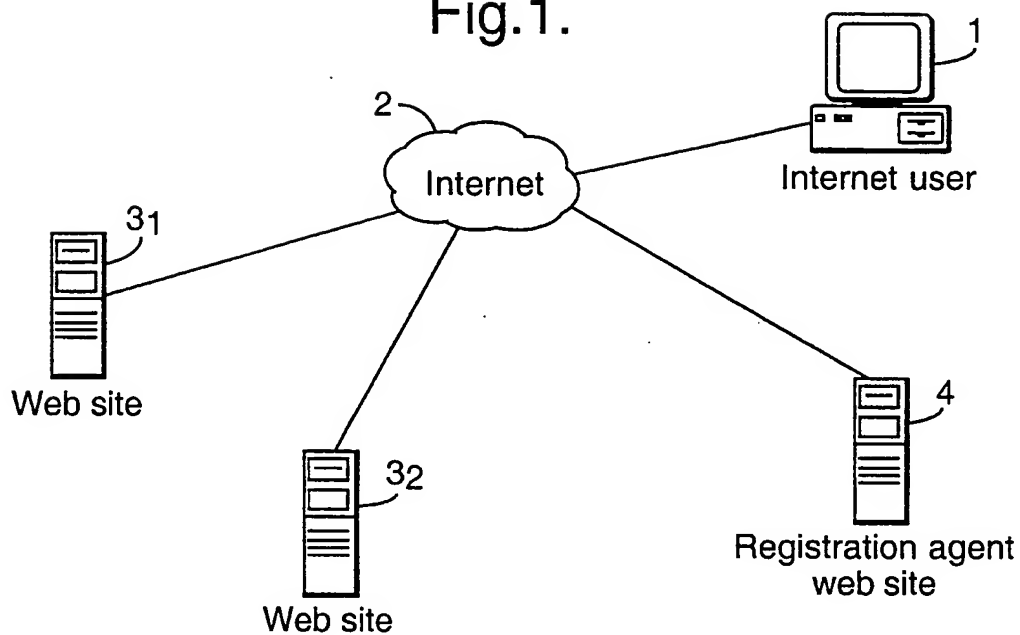 Fig.1.
1
2
Internet
Internet user
31
Web site
4
32
Registration agent
web site
Web site